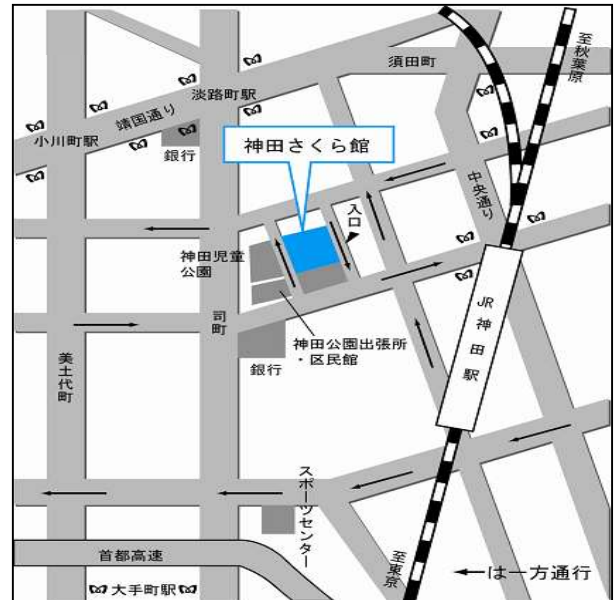 至秋葉原
須田町
淡路町駅
靖国通り
小川町駅
銀行
神田さくら館
中央通り
入口
神田児童
公園
JR神田駅
司町
神田公園出張所
・区民館
銀行
美土代町
スポーツセンター
首都高速
至東京
大手町駅
←は一方通行